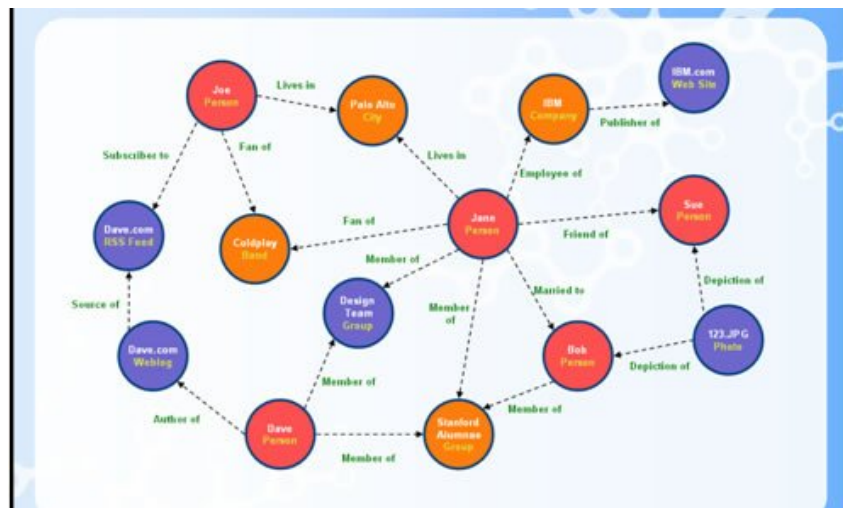 Joe
Person
Lives in
Palo Alto
City
IBM
Company
Publisher of
IBM.com
Web Site
Subscriber to
Fan of
Lives in
Employee of
Dave.com
RSS Feed
Coldplay
Band
Fan of
Jane
Person
Friend of
Sue
Person
Member of
Source of
Design
Team
Group
Member
of
Married to
Depiction of
Dave.com
Weblog
Member of
Bob
Person
Depiction of
123.JPG
Photo
Author of
Dave
Person
Member of
Stanford
Alumnae
Group
Member of